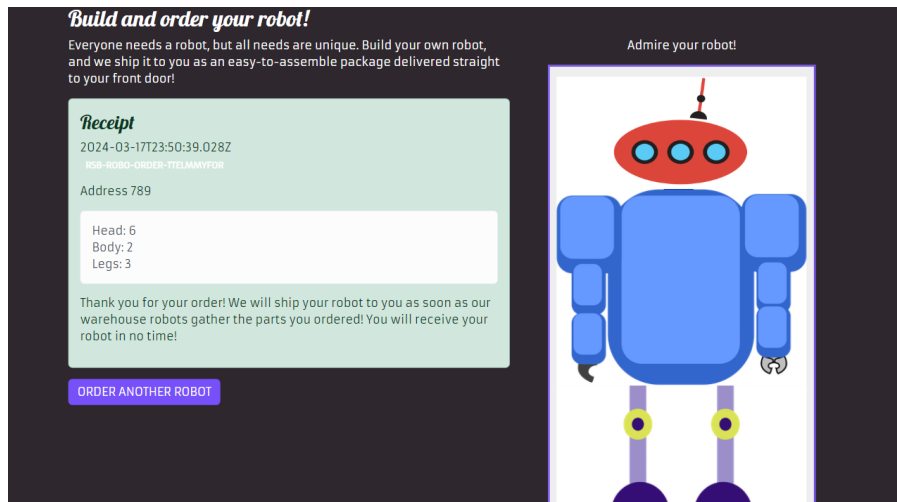 Build and order your robot!
Everyone needs a robot, but all needs are unique. Build your own robot,
and we ship it to you as an easy-to-assemble package delivered straight
to your front door!
Receipt
2024-03-17T23:50:39.028Z
RSB-ROBO-ORDER-TTELMMYFOR
Address 789
Head: 6
Body: 2
Legs: 3
Thank you for your order! We will ship your robot to you as soon as our
warehouse robots gather the parts you ordered! You will receive your
robot in no time!
ORDER ANOTHER ROBOT
Admire your robot!